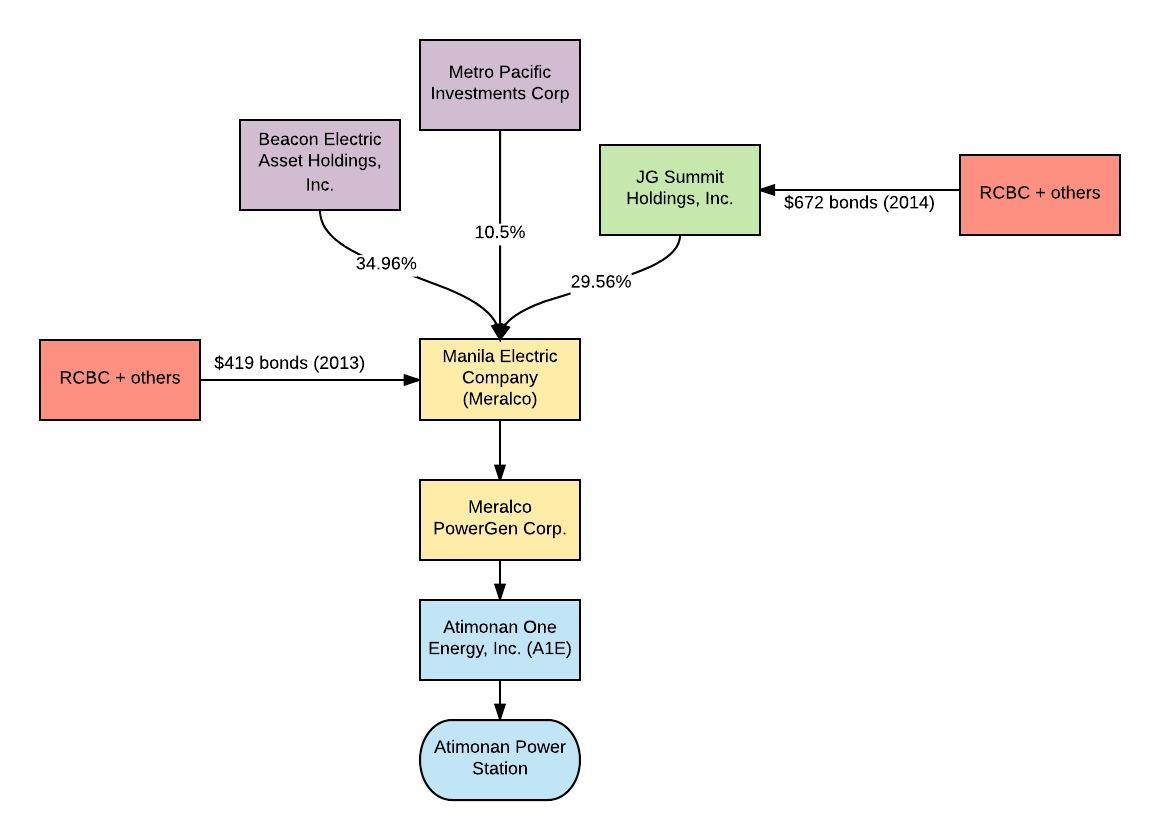 Metro Pacific
Investments Corp
Beacon Electric
Asset Holdings,
Inc.
JG Summit
Holdings, Inc.
RCBC + others
$672 bonds (2014)
10.5%
34.96%
29.56%
RCBC + others
$419 bonds (2013)
Manila Electric
Company
(Meralco)
Meralco
PowerGen Corp.
Atimonan One
Energy, Inc. (A1E)
Atimonan Power
Station